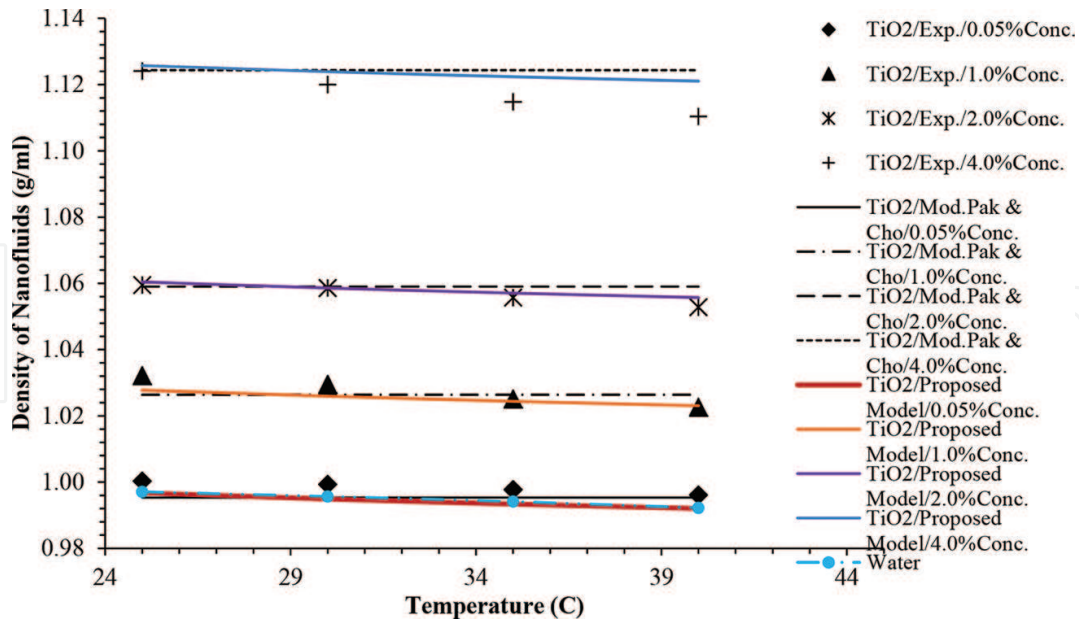 1.14
1.12
1.10
1.08
1.06
1.04
1.02
1.00
0.98
Density of Nanofluids (g/ml)
24
29
34
39
44
Temperature (C)
TiO2/Exp./0.05%Conc.
TiO2/Exp./1.0%Conc.
TiO2/Exp./2.0%Conc.
TiO2/Exp./4.0%Conc.
TiO2/Mod.Pak &
Cho/0.05%Conc.
TiO2/Mod.Pak &
Cho/1.0%Conc.
TiO2/Mod.Pak &
Cho/2.0%Conc.
TiO2/Mod.Pak &
Cho/4.0%Conc.
TiO2/Proposed
Model/0.05%Conc.
TiO2/Proposed
Model/1.0%Conc.
TiO2/Proposed
Model/2.0%Conc.
TiO2/Proposed
Model/4.0%Conc.
Water